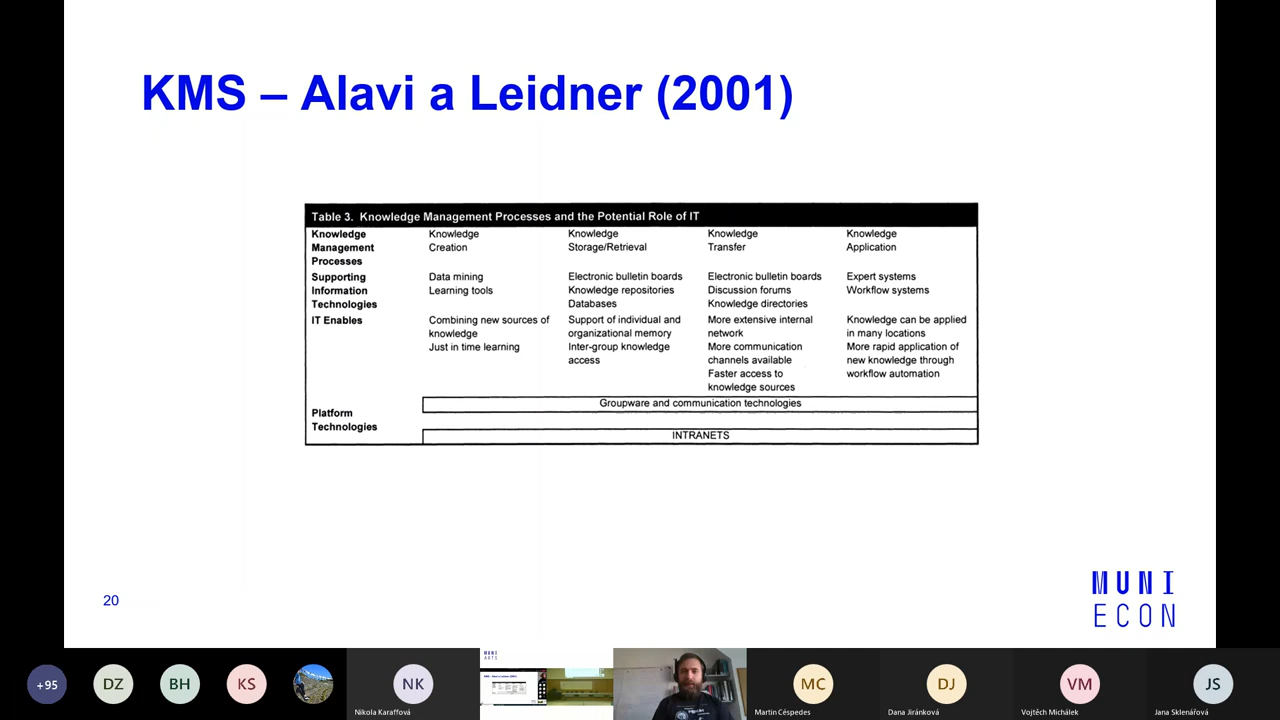 KMS – Alavi a Leidner (2001)
Table 3. Knowledge Management Processes and the Potential Role of IT
Knowledge Management Processes
Knowledge Creation
Knowledge Storage/Retrieval
Knowledge Transfer
Knowledge Application
Supporting Information Technologies
Data mining
Learning tools
Electronic bulletin boards
Knowledge repositories
Databases
Electronic bulletin boards
Discussion forums
Knowledge directories
Expert systems
Workflow systems
IT Enables
Combining new sources of
knowledge
Just in time learning
Support of individual and
organizational memory
Inter-group knowledge
access
More extensive internal
network
More communication
channels available
Faster access to
knowledge sources
Knowledge can be applied
in many locations
More rapid application of
new knowledge through
workflow automation
Platform
Technologies
Groupware and communication technologies
INTRANETS
20
MUNI
ECON
+95
DZ
BH
KS
NK
Nikola Karaffová
MUNI
ARTS
KMS – Alavi a Leidner (2001)
MC
Martin Céspedes
DJ
Dana Jiránková
VM
Vojtěch Michálek
JS
Jana Sklenářová